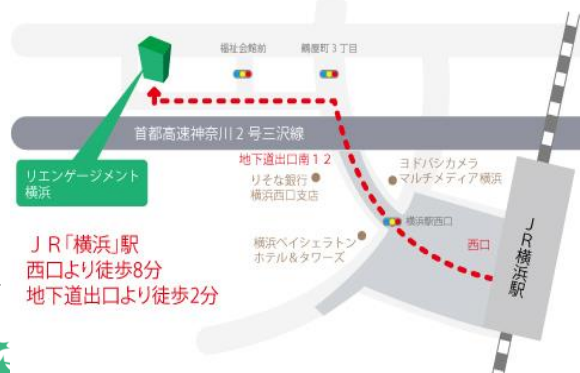 福祉会館前
鶴屋町3丁目
首都高速神奈川2号三沢線
リエンゲージメント
横浜
地下道出口南12
りそな銀行
横浜西口支店
ヨドバシカメラ
マルチメディア横浜
横浜駅西口
横浜ベイシェラトン
ホテル&タワーズ
西口
JR横浜駅
JR「横浜」駅
西口より徒歩8分
地下道出口より徒歩2分